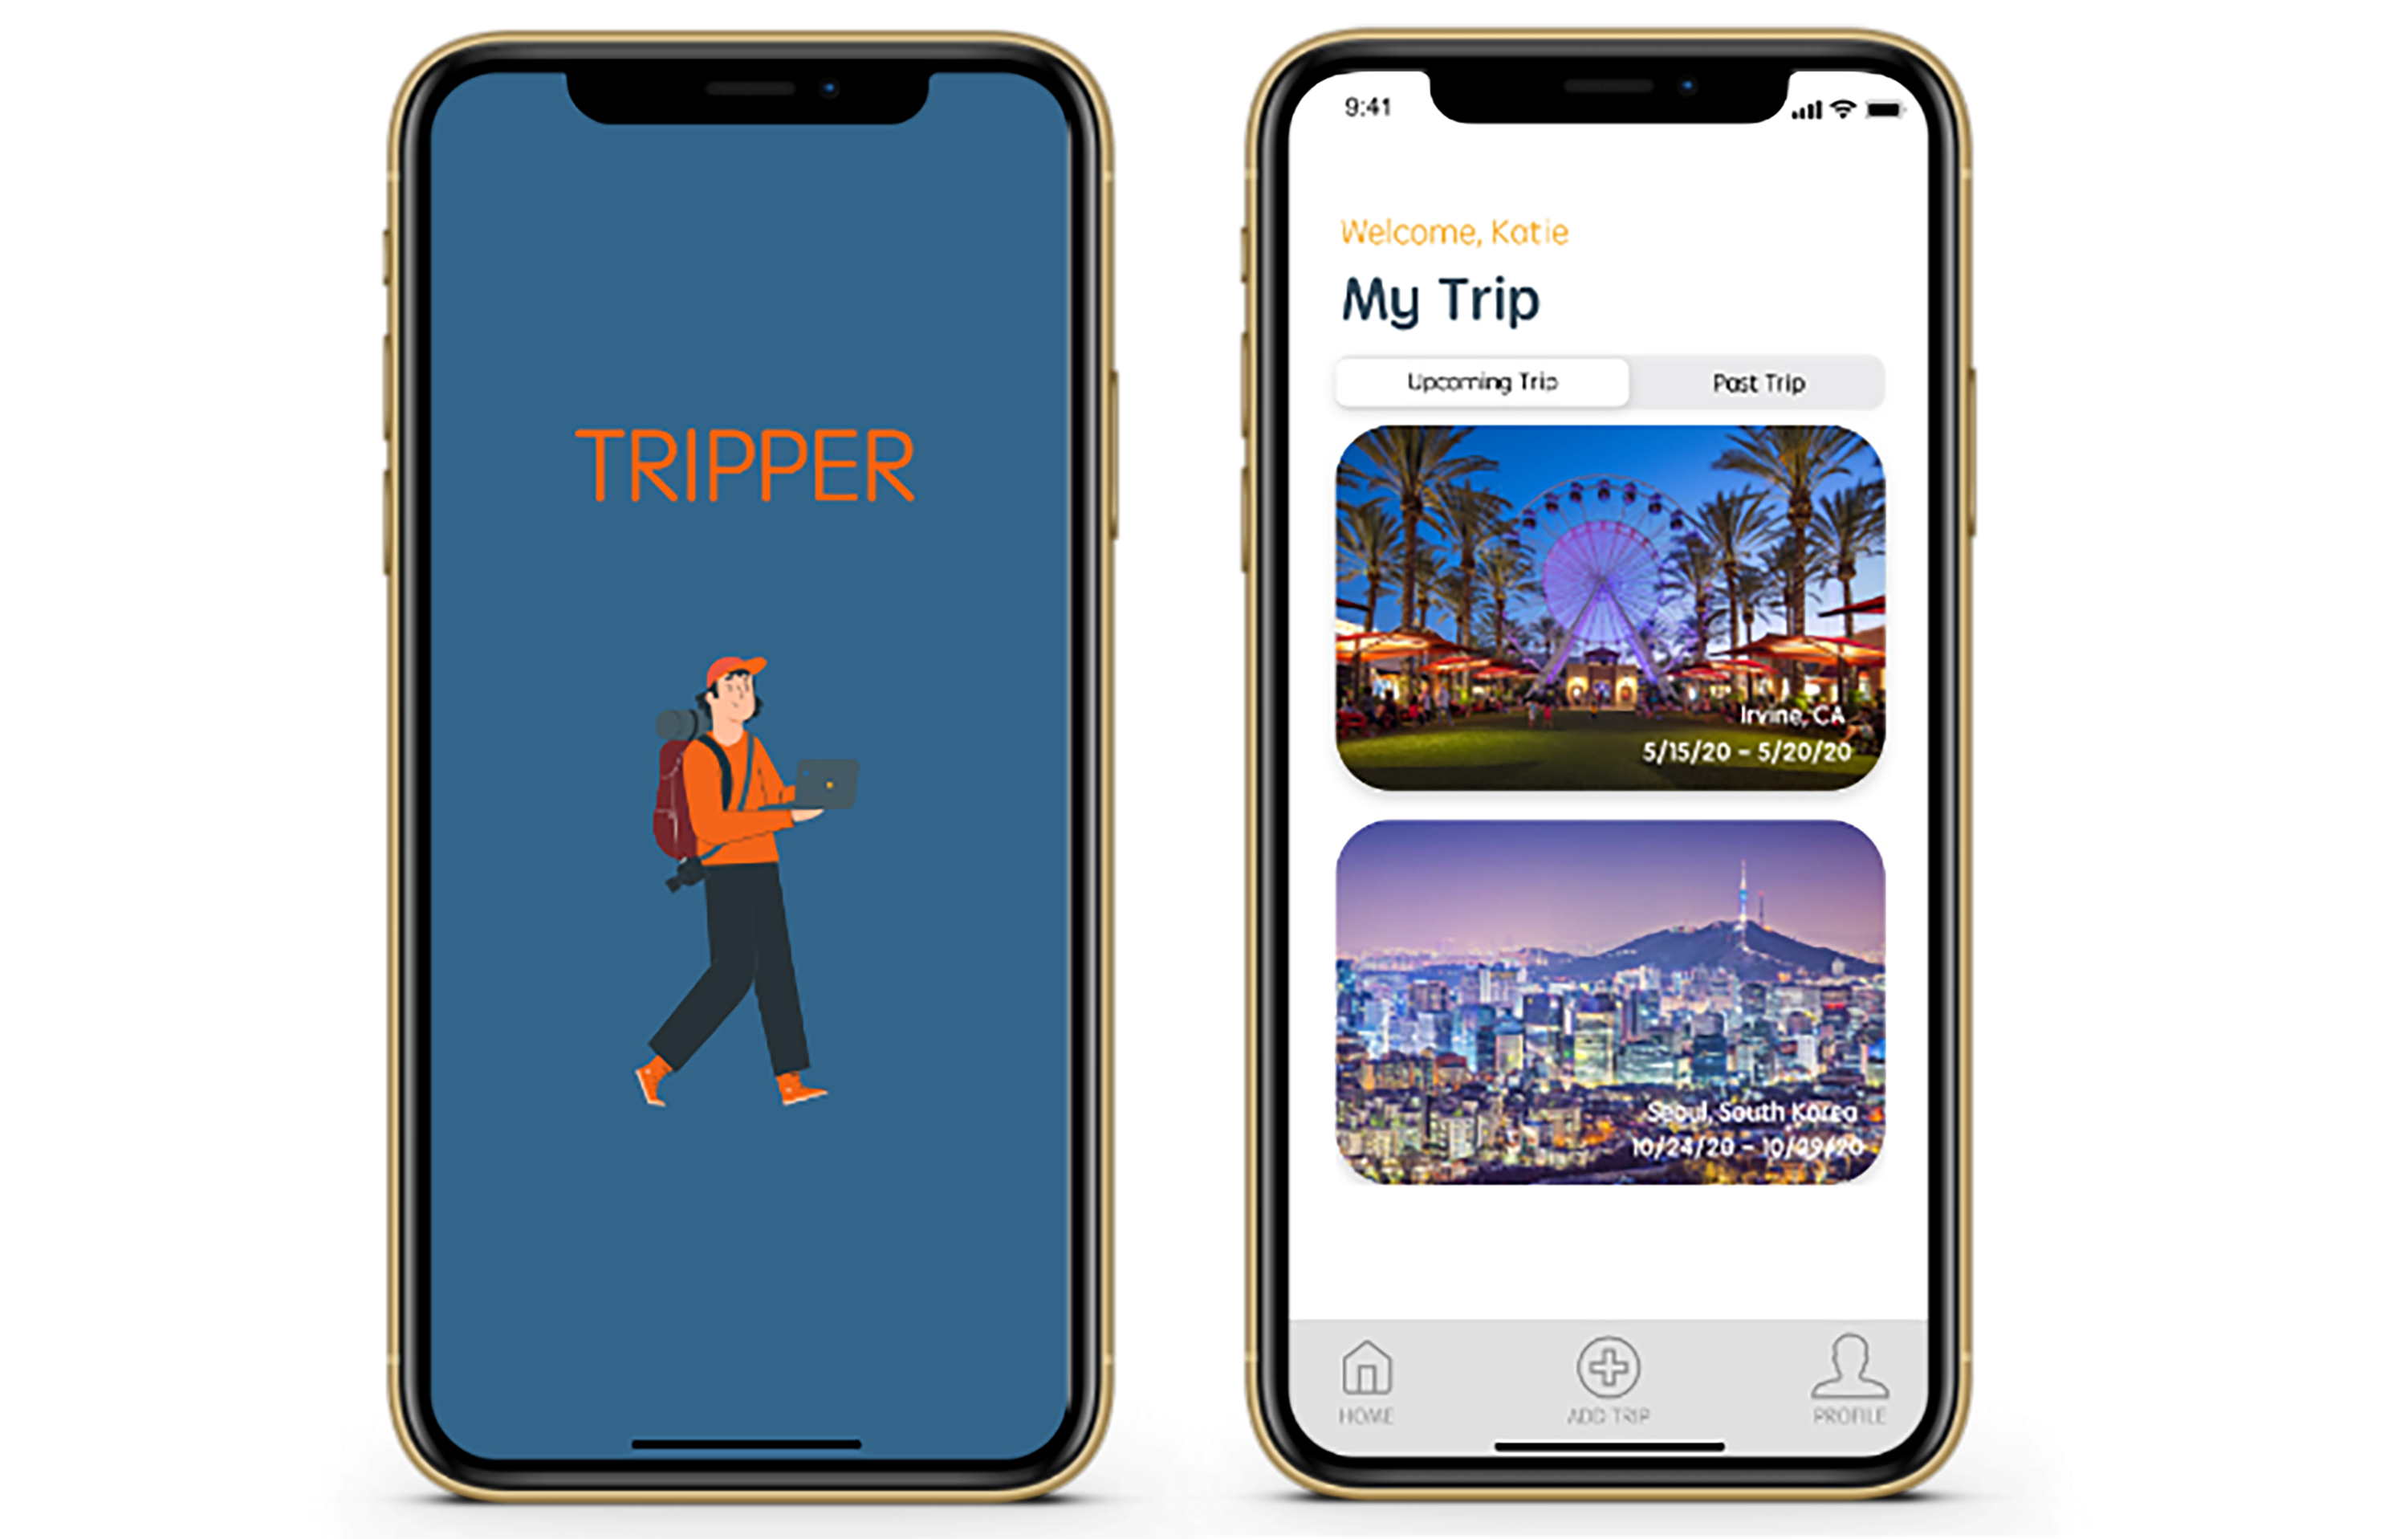 TRIPPER
9:41
Welcome, Katie
My Trip
Upcoming Trip
Past Trip
Irvine, CA
5/15/20 - 5/20/20
Seoul, South Korea
10/24/20 - 10/29/20
HOME
ADD TRIP
PROFILE